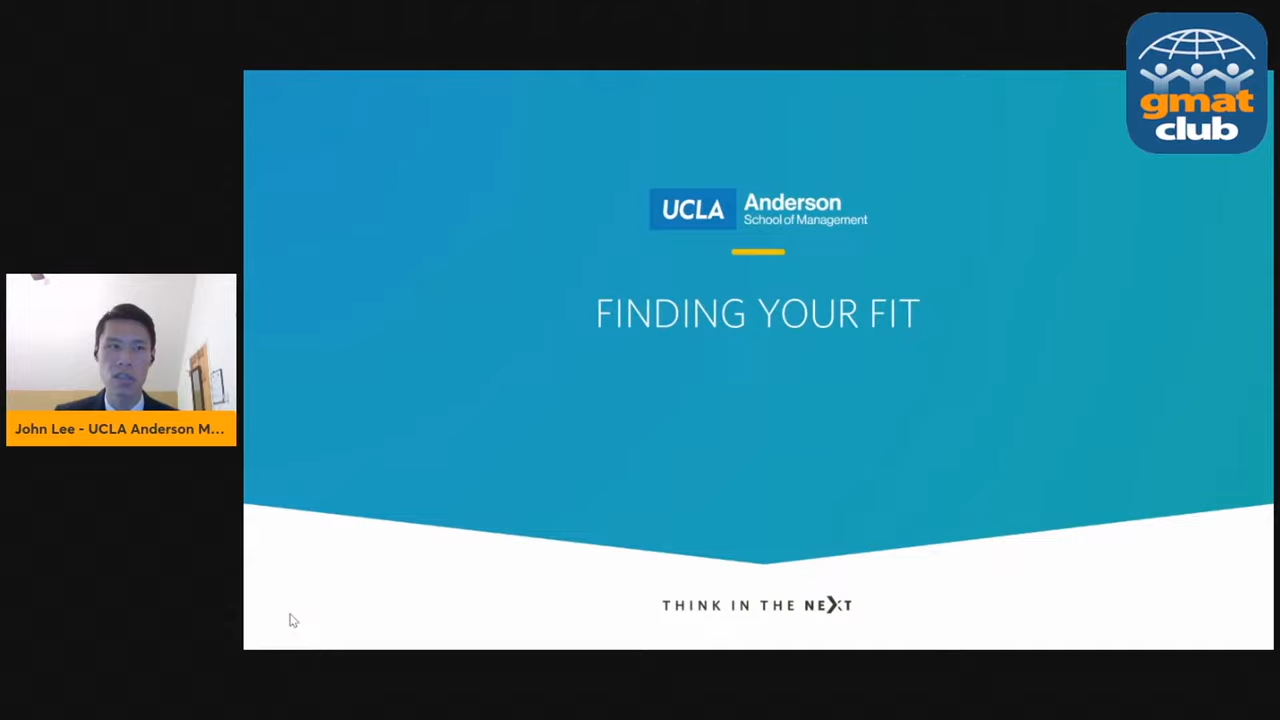 gmat
club
UCLA
Anderson
School of Management
FINDING YOUR FIT
John Lee - UCLA Anderson M...
THINK IN THE NEXT